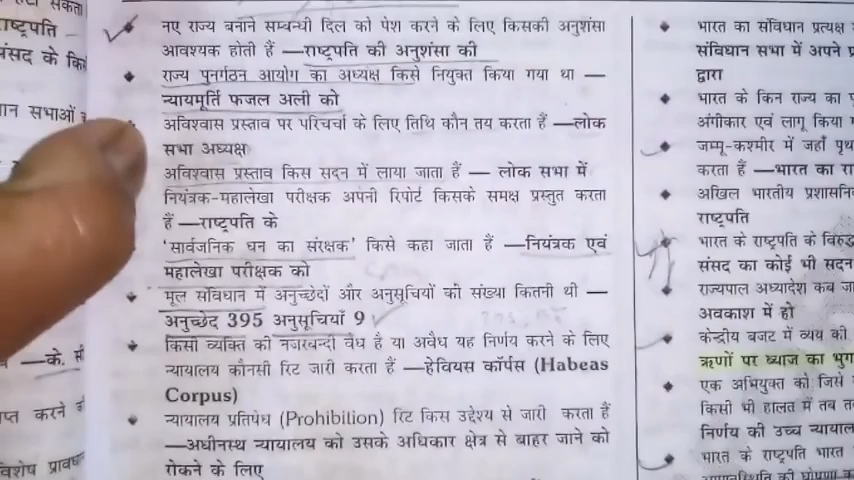 राष्ट्रपति
संसद के
नए राज्य बनाने सम्बन्धी दिल को पेश करने के लिए किसकी अनुशंसा
आवश्यक होती हैं —राष्ट्रपति की अनुशंसा की
राज्य पुनर्गठन आयोग का अध्यक्ष किसे नियुक्त किया गया था —
न्यायमूर्ति फजल अली को
अविश्वास प्रस्ताव पर परिचर्चा के लिए तिथि कौन तय करता हैं —लोक
सभा अध्यक्ष
अविश्वास प्रस्ताव किस सदन में लाया जाता हैं — लोक सभा में
नियंत्रक-महालेखा परीक्षक अपनी रिपोर्ट किसके समक्ष प्रस्तुत करता
हैं —राष्ट्रपति के
'सार्वजनिक धन का संरक्षक' किसे कहा जाता हैं —नियंत्रक एवं
महालेखा परीक्षक को
मूल संविधान में अनुच्छेदों और अनुसूचियों की संख्या कितनी थी —
अनुच्छेद 395 अनुसूचियाँ 9
किसी व्यक्ति की नजरबन्दी वैध है या अवैध यह निर्णय करने के लिए
न्यायालय कौनसी रिट जारी करता हैं —हेवियस कॉर्पस (Habeas
Corpus)
न्यायालय प्रतिषेध (Prohibition) रिट किस उद्देश्य से जारी करता हैं
—अधीनस्थ न्यायालय को उसके अधिकार क्षेत्र से बाहर जाने को
रोकने के लिए
भारत का संविधान प्रत्यक्ष
संविधान सभा में अपने
द्वारा
भारत के किन राज्य का
अंगीकार एवं लागू किया
जम्मू-कश्मीर में जहाँ
करता हैं —भारत का
अखिल भारतीय
राष्ट्रपति
भारत के राष्ट्रपति के
संसद का कोई भी सदन
राज्यपाल अध्यादेश कब
अवकाश में हो
केन्द्रीय बजट में व्यय की
ऋणों पर ब्याज का
एक अभियुक्त को जिसे
किसी भी हालत में तब
निर्णय की उच्च
भारत के राष्ट्रपति भारत